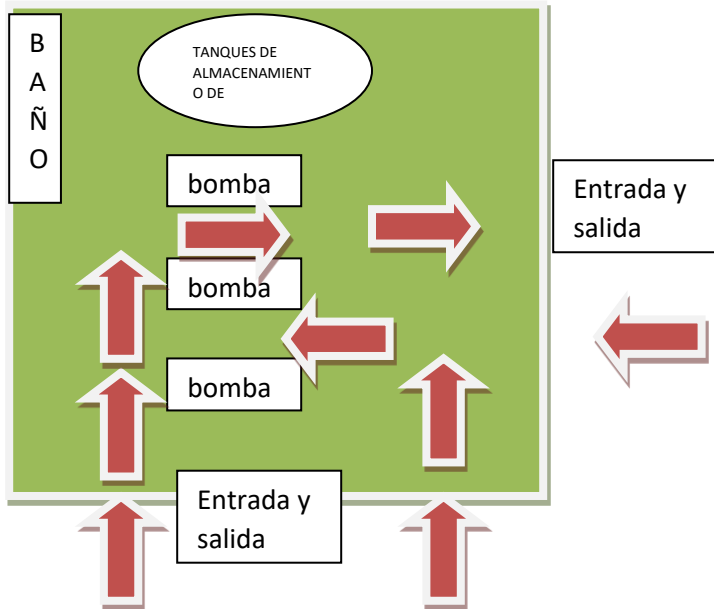 B
A
Ñ
O
TANQUES DE
ALMACENAMIENT
O DE
bomba
Entrada y
salida
bomba
bomba
Entrada y
salida